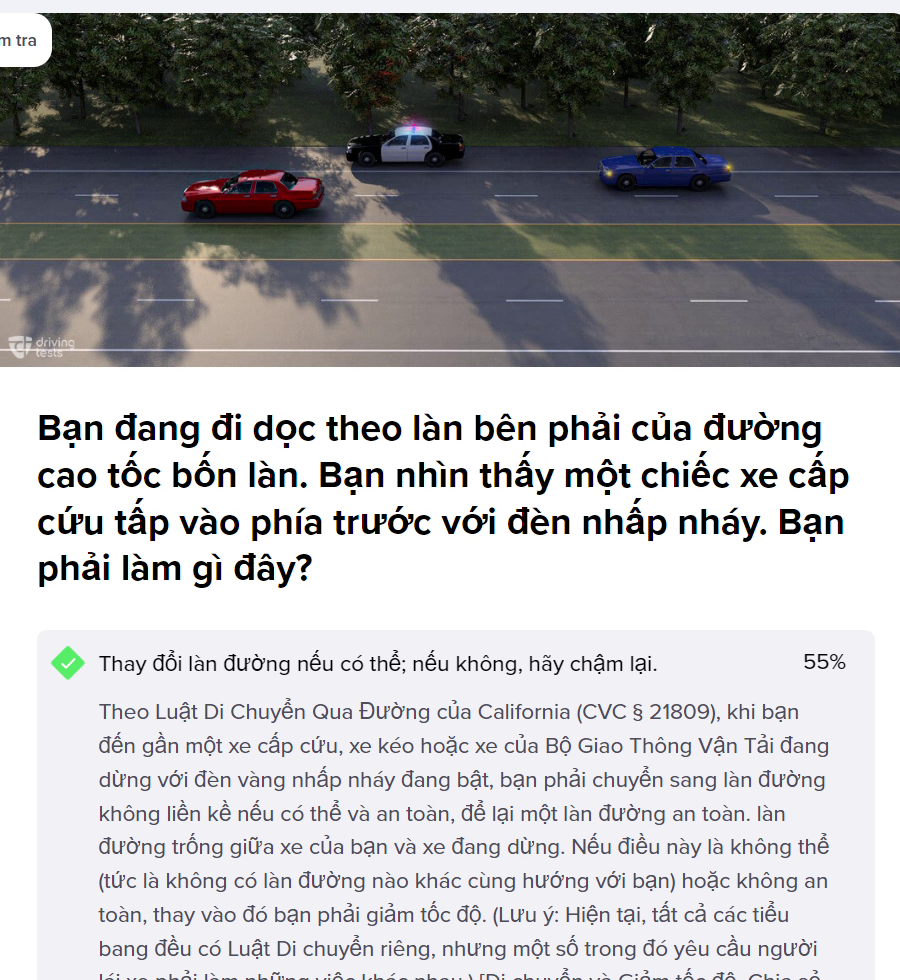 m tra
driving
tests
Bạn đang đi dọc theo làn bên phải của đường
cao tốc bốn làn. Bạn nhìn thấy một chiếc xe cấp
cứu tấp vào phía trước với đèn nhấp nháy. Bạn
phải làm gì đây?
Thay đổi làn đường nếu có thể; nếu không, hãy chậm lại.
55%
Theo Luật Di Chuyển Qua Đường của California (CVC § 21809), khi bạn
đến gần một xe cấp cứu, xe kéo hoặc xe của Bộ Giao Thông Vận Tải đang
dừng với đèn vàng nhấp nháy đang bật, bạn phải chuyển sang làn đường
không liền kề nếu có thể và an toàn, để lại một làn đường an toàn. làn
đường trống giữa xe của bạn và xe đang dừng. Nếu điều này là không thể
(tức là không có làn đường nào khác cùng hướng với bạn) hoặc không an
toàn, thay vào đó bạn phải giảm tốc độ. (Lưu ý: Hiện tại, tất cả các tiểu
bang đều có Luật Di chuyển riêng, nhưng một số trong đó yêu cầu người